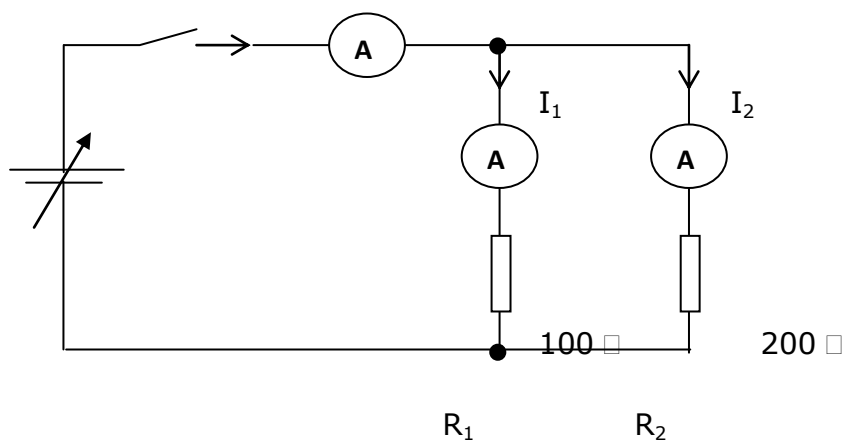 A
I₁ I₂
A A
100 □ 200 □
R₁ R₂